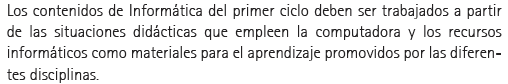 Los contenidos de Informática del primer ciclo deben ser trabajados a partir
de las situaciones didácticas que empleen la computadora y los recursos
informáticos como materiales para el aprendizaje promovidos por las diferen-
tes disciplinas.